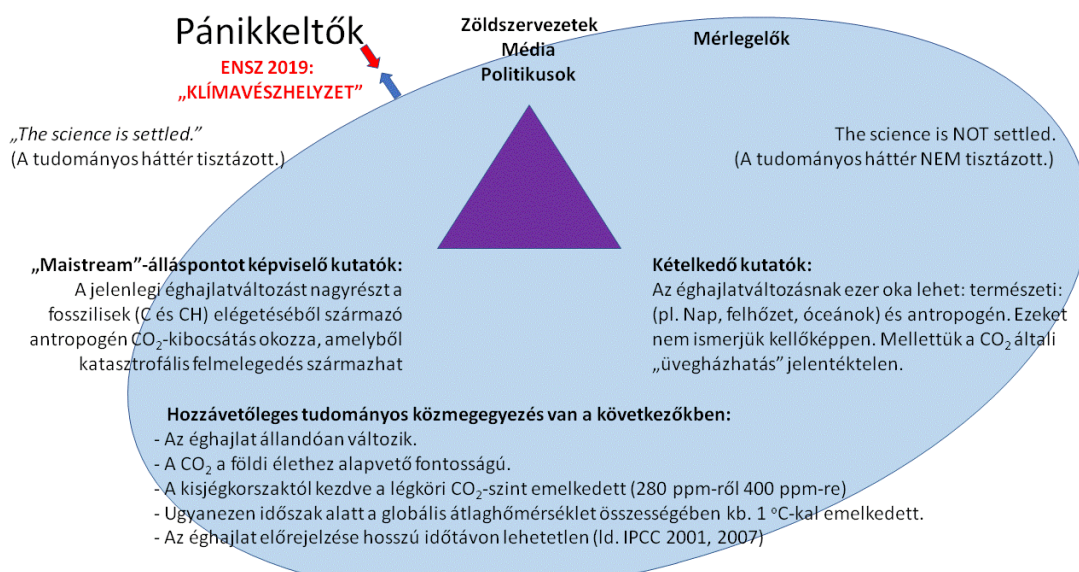 Pánikkeltők
ENSZ 2019:
„KLÍMAVÉSZHELYZET”
Zöldszervezetek
Média
Politikusok
Mérlegelők
„The science is settled.”
(A tudományos háttér tisztázott.)
The science is NOT settled.
(A tudományos háttér NEM tisztázott.)
„Maistream”-álláspontot képviselő kutatók:
A jelenlegi éghajlatváltozást nagyrészt a
fosszilisek (C és CH) elégetéséből származó
antropogén CO₂-kibocsátás okozza, amelyből
katasztrofális felmelegedés származhat
Kételkedő kutatók:
Az éghajlatváltozásnak ezer oka lehet: természeti:
(pl. Nap, felhőzet, óceánok) és antropogén. Ezeket
nem ismerjük kellőképpen. Mellettük a CO₂ általi
„üvegházhatás” jelentéktelen.
Hozzávetőleges tudományos közmegegyezés van a következőkben:
- Az éghajlat állandóan változik.
- A CO₂ a földi élethez alapvető fontosságú.
- A kisjégkorszaktól kezdve a légköri CO₂-szint emelkedett (280 ppm-ről 400 ppm-re)
- Ugyanezen időszak alatt a globális átlaghőmérséklet összességében kb. 1 °C-kal emelkedett.
- Az éghajlat előrejelzése hosszú időtávon lehetetlen (ld. IPCC 2001, 2007)